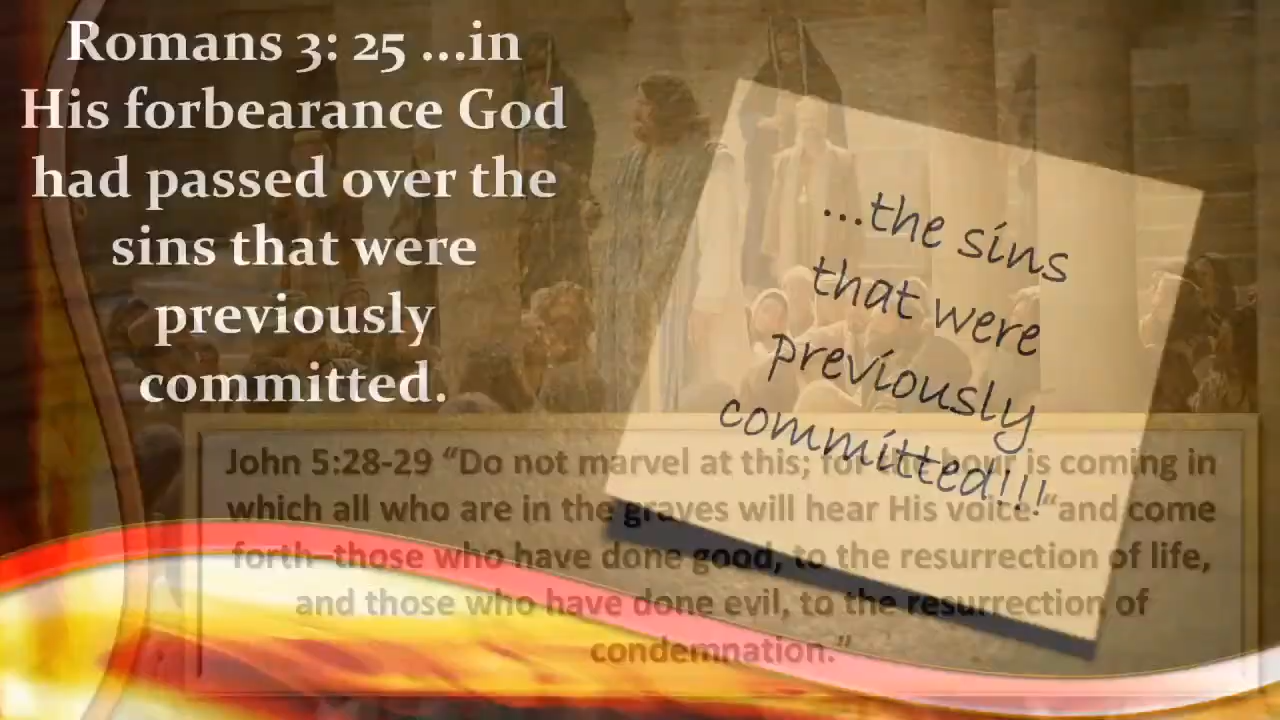 Romans 3: 25 ...in
His forbearance God
had passed over the
sins that were
previously
committed.
...the sins
that were
previously
committed!!!
John 5:28-29 “Do not marvel at this; for the hour is coming in
which all who are in the graves will hear His voice “and come
forth–those who have done good, to the resurrection of life,
and those who have done evil, to the resurrection of
condemnation.”